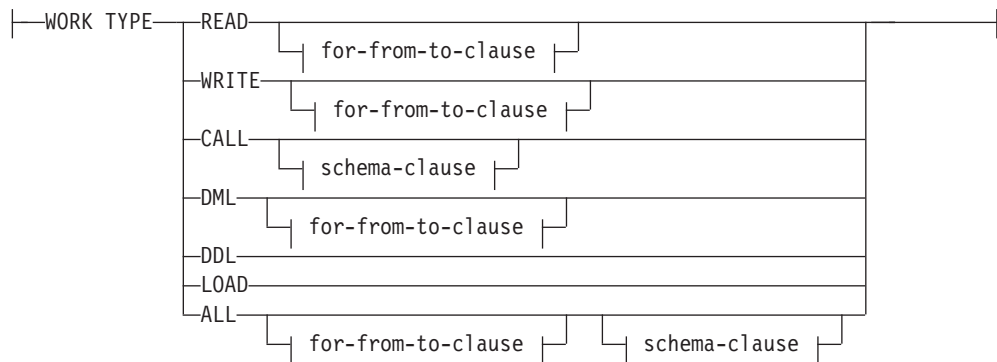 WORK TYPE READ
for-from-to-clause
WRITE
for-from-to-clause
CALL
schema-clause
DML
for-from-to-clause
DDL
LOAD
ALL
for-from-to-clause schema-clause